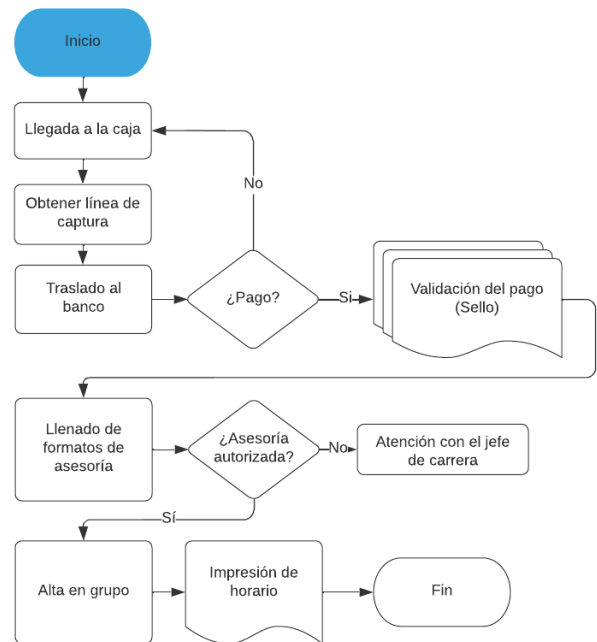 Inicio
Llegada a la caja
No
Obtener línea de
captura
Traslado al
banco
¿Pago?
Si
Validación del pago
(Sello)
Llenado de
formatos de
asesoría
¿Asesoría
autorizada?
No
Atención con el jefe
de carrera
Sí
Alta en grupo
Impresión de
horario
Fin